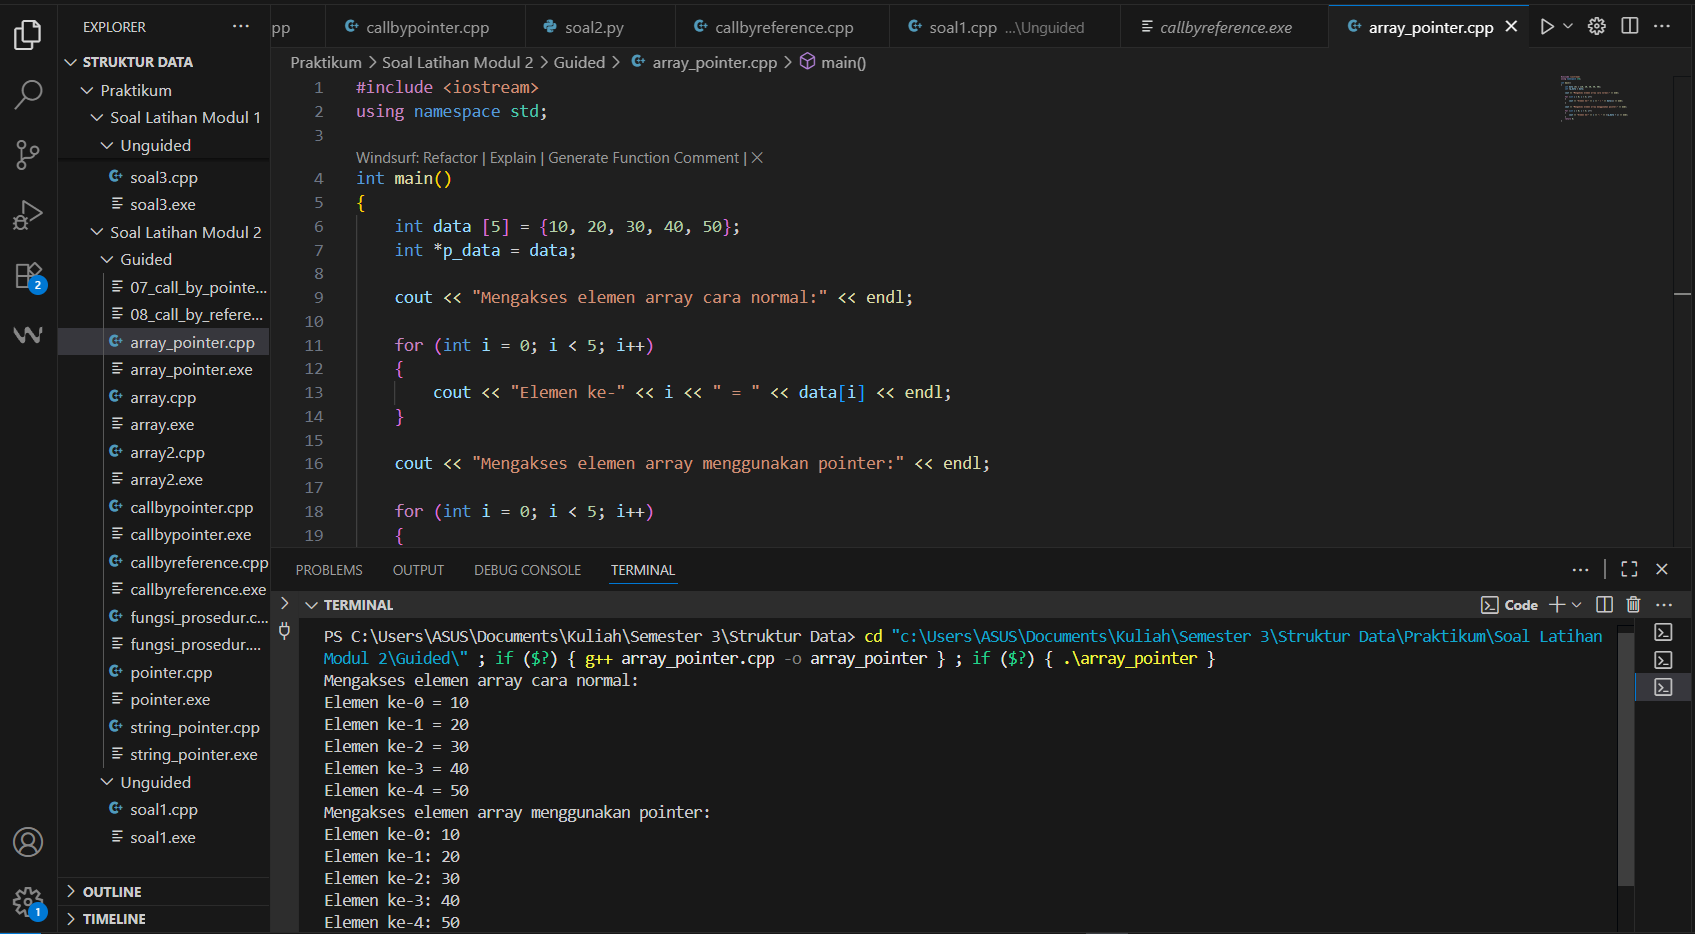 EXPLORER
STRUKTUR DATA
Praktikum
Soal Latihan Modul 1
Unguided
soal3.cpp
soal3.exe
Soal Latihan Modul 2
Guided
07_call_by_pointe...
08_call_by_refere...
array_pointer.cpp
array_pointer.exe
array.cpp
array.exe
array2.cpp
array2.exe
callbypointer.cpp
callbypointer.exe
callbyreference.cpp
callbyreference.exe
fungsi_prosedur.c...
fungsi_prosedur....
pointer.cpp
pointer.exe
string_pointer.cpp
string_pointer.exe
Unguided
soal1.cpp
soal1.exe
OUTLINE
TIMELINE
2
1
pp callbypointer.cpp soal2.py callbyreference.cpp soal1.cpp ...\Unguided callbyreference.exe array_pointer.cpp
Praktikum > Soal Latihan Modul 2 > Guided > array_pointer.cpp > main()
1 #include <iostream>
2 using namespace std;
3
Windsurf: Refactor | Explain | Generate Function Comment | ×
4 int main()
5 {
6 int data [5] = {10, 20, 30, 40, 50};
7 int *p_data = data;
8
9 cout << "Mengakses elemen array cara normal:" << endl;
10
11 for (int i = 0; i < 5; i++)
12 {
13 cout << "Elemen ke-" << i << " = " << data[i] << endl;
14 }
15
16 cout << "Mengakses elemen array menggunakan pointer:" << endl;
17
18 for (int i = 0; i < 5; i++)
19 {
PROBLEMS OUTPUT DEBUG CONSOLE TERMINAL
TERMINAL
Code
PS C:\Users\ASUS\Documents\Kuliah\Semester 3\Struktur Data> cd "c:\Users\ASUS\Documents\Kuliah\Semester 3\Struktur Data\Praktikum\Soal Latihan
Modul 2\Guided\" ; if ($?) { g++ array_pointer.cpp -o array_pointer } ; if ($?) { .\array_pointer }
Mengakses elemen array cara normal:
Elemen ke-0 = 10
Elemen ke-1 = 20
Elemen ke-2 = 30
Elemen ke-3 = 40
Elemen ke-4 = 50
Mengakses elemen array menggunakan pointer:
Elemen ke-0: 10
Elemen ke-1: 20
Elemen ke-2: 30
Elemen ke-3: 40
Elemen ke-4: 50